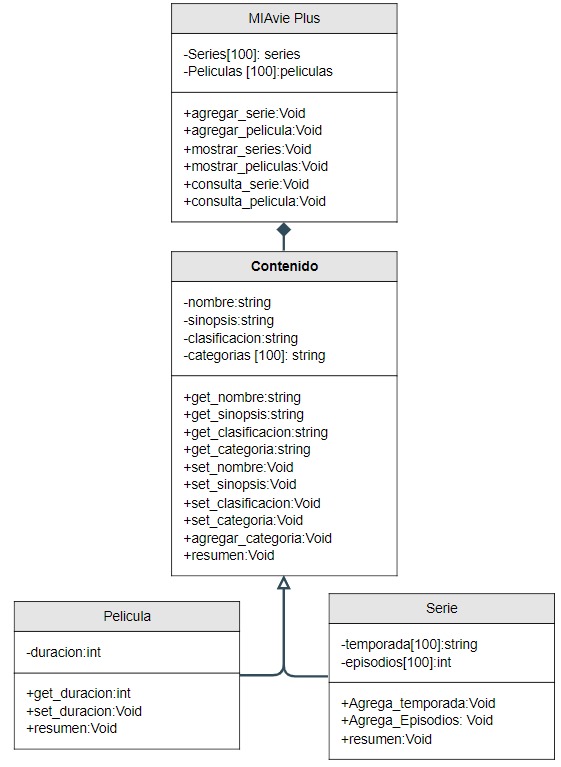 MIAvie Plus
-Series[100]: series
-Peliculas [100]:peliculas
+agregar_serie:Void
+agregar_pelicula:Void
+mostrar_series:Void
+mostrar_peliculas:Void
+consulta_serie:Void
+consulta_pelicula:Void
Contenido
-nombre:string
-sinopsis:string
-clasificacion:string
-categorias [100]: string
+get_nombre:string
+get_sinopsis:string
+get_clasificacion:string
+get_categoria:string
+set_nombre:Void
+set_sinopsis:Void
+set_clasificacion:Void
+set_categoria:Void
+agregar_categoria:Void
+resumen:Void
Pelicula
-duracion:int
+get_duracion:int
+set_duracion:Void
+resumen:Void
Serie
-temporada[100]:string
-episodios[100]:int
+Agrega_temporada:Void
+Agrega_Episodios: Void
+resumen:Void